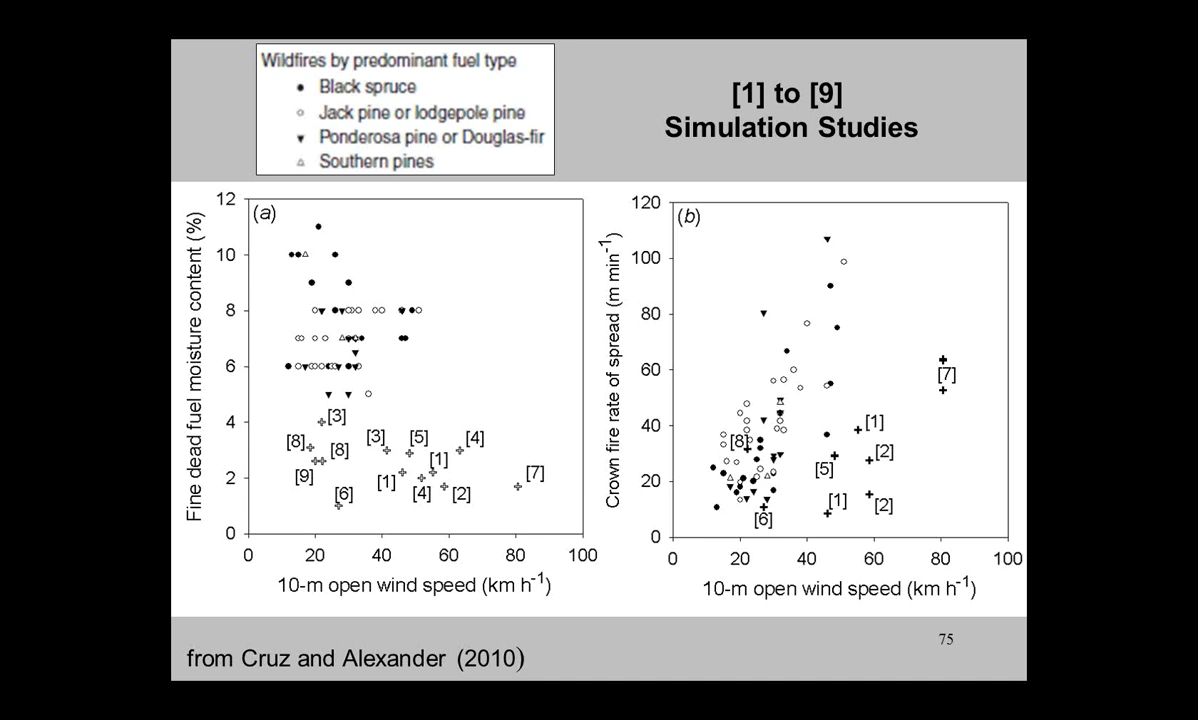 Wildfires by predominant fuel type
Black spruce
Jack pine or lodgepole pine
Ponderosa pine or Douglas-fir
Southern pines
[1] to [9]
Simulation Studies
(a)
Fine dead fuel moisture content (%)
12
10
8
6
4
2
0
[3]
[8]
[8]
[9]
[6]
[3]
[5]
[4]
[1]
[1]
[4]
[2]
[7]
0 20 40 60 80 100
10-m open wind speed (km h-1)
(b)
Crown fire rate of spread (m min-1)
120
100
80
60
40
20
0
[7]
[1]
[8]
[2]
[5]
[1]
[2]
[6]
0 20 40 60 80 100
10-m open wind speed (km h-1)
75
from Cruz and Alexander (2010)